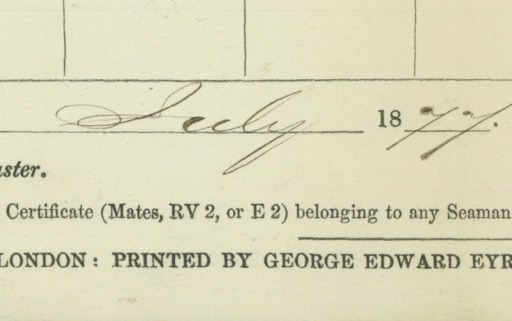 July 1877.
aster.
Certificate (Mates, RV 2, or E 2) belonging to any Seaman
LONDON: PRINTED BY GEORGE EDWARD EYR